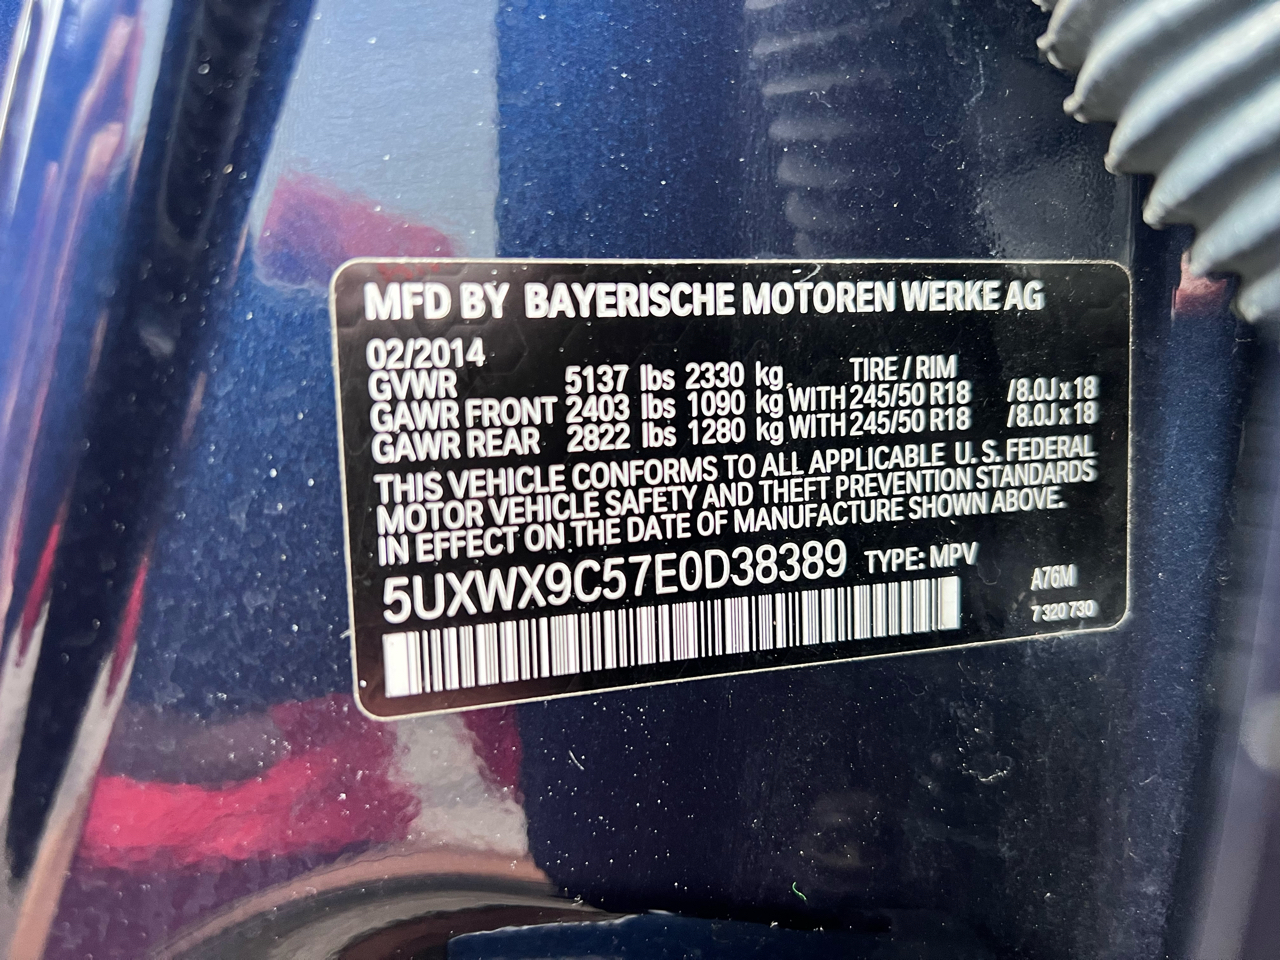 MFD BY BAYERISCHE MOTOREN WERKE AG
02/2014
GVWR 5137 lbs 2330 kg TIRE / RIM
GAWR FRONT 2403 lbs 1090 kg WITH 245/50 R18 /8.0J x 18
GAWR REAR 2822 lbs 1280 kg WITH 245/50 R18 /8.0J x 18
THIS VEHICLE CONFORMS TO ALL APPLICABLE U.S. FEDERAL
MOTOR VEHICLE SAFETY AND THEFT PREVENTION STANDARDS
IN EFFECT ON THE DATE OF MANUFACTURE SHOWN ABOVE.
5UXWX9C57E0D38389 TYPE: MPV
A76M
7 320 730